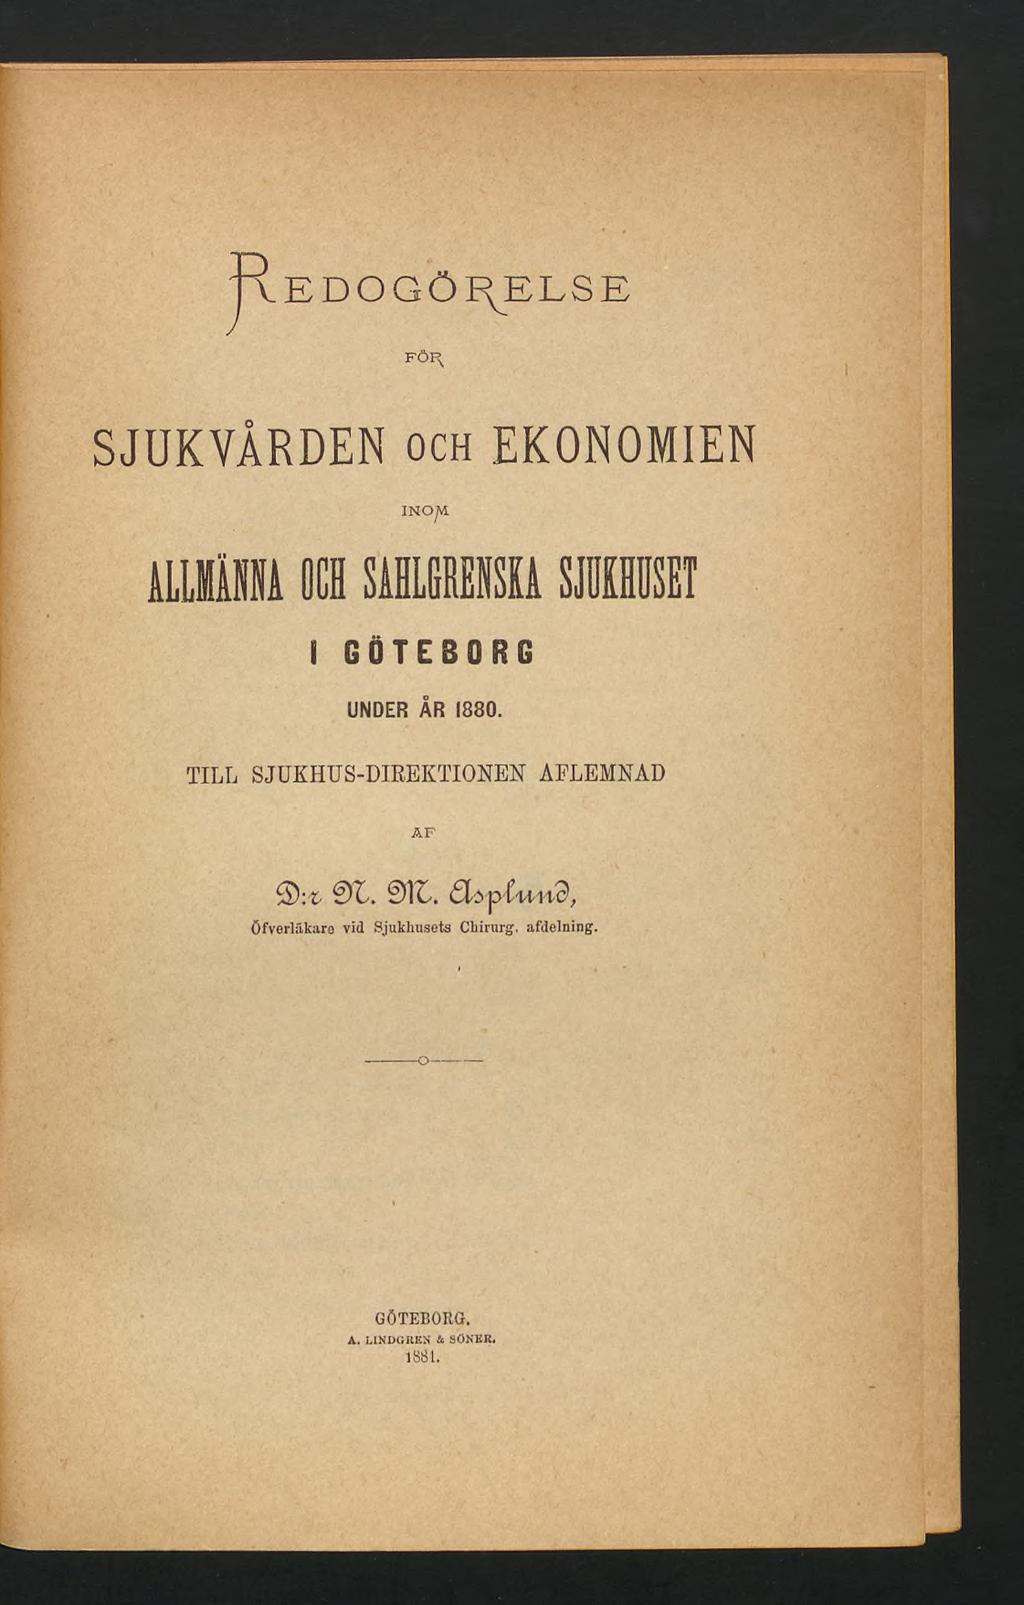 REDOGÖRELSE
FÖR
SJUKVÅRDEN OCH EKONOMIEN
INOM
ALLMÄNNA OCH SAHLGRENSKA SJUKHUSET
I GÖTEBORG
UNDER ÅR 1880.
TILL SJUKHUS-DIREKTIONEN AFLEMNAD
AF
D:r N. M. Asplund,
Öfverläkare vid Sjukhusets Chirurg. afdelning.
GÖTEBORG.
A. LINDGREN & SÖNER.
1881.